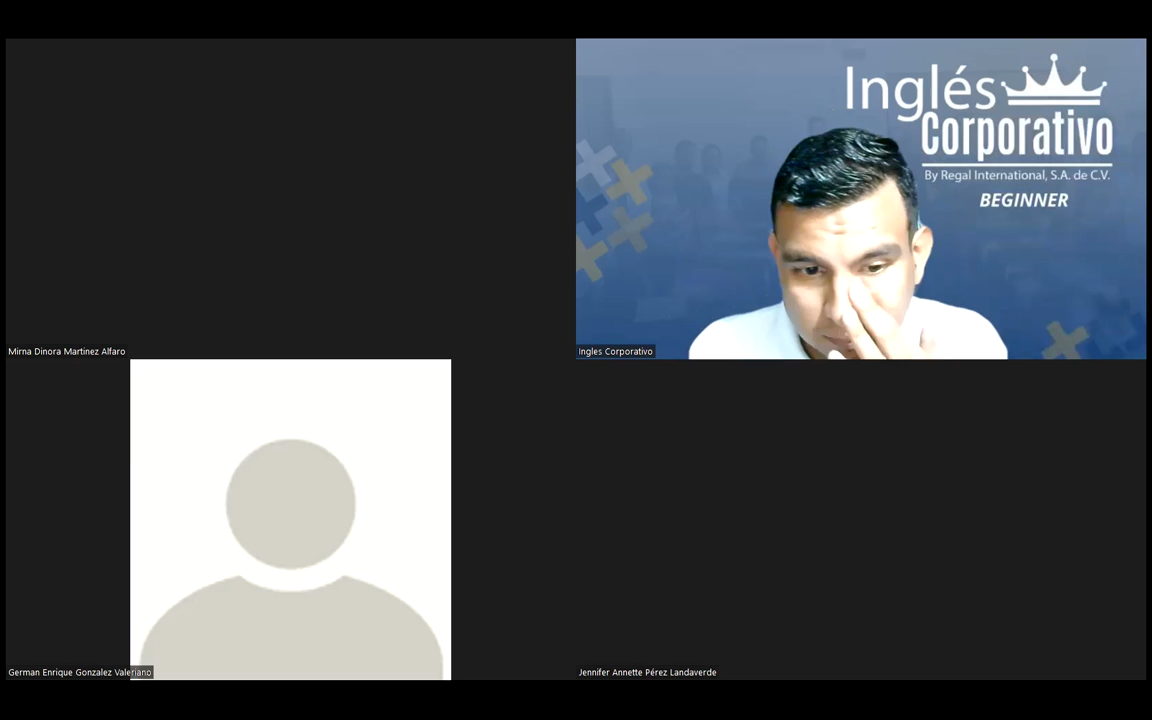 Inglés
Corporativo
By Regal International, S.A. de C.V.
BEGINNER
Mirna Dinora Martinez Alfaro
Ingles Corporativo
German Enrique Gonzalez Valeriano
Jennifer Annette Pérez Landaverde